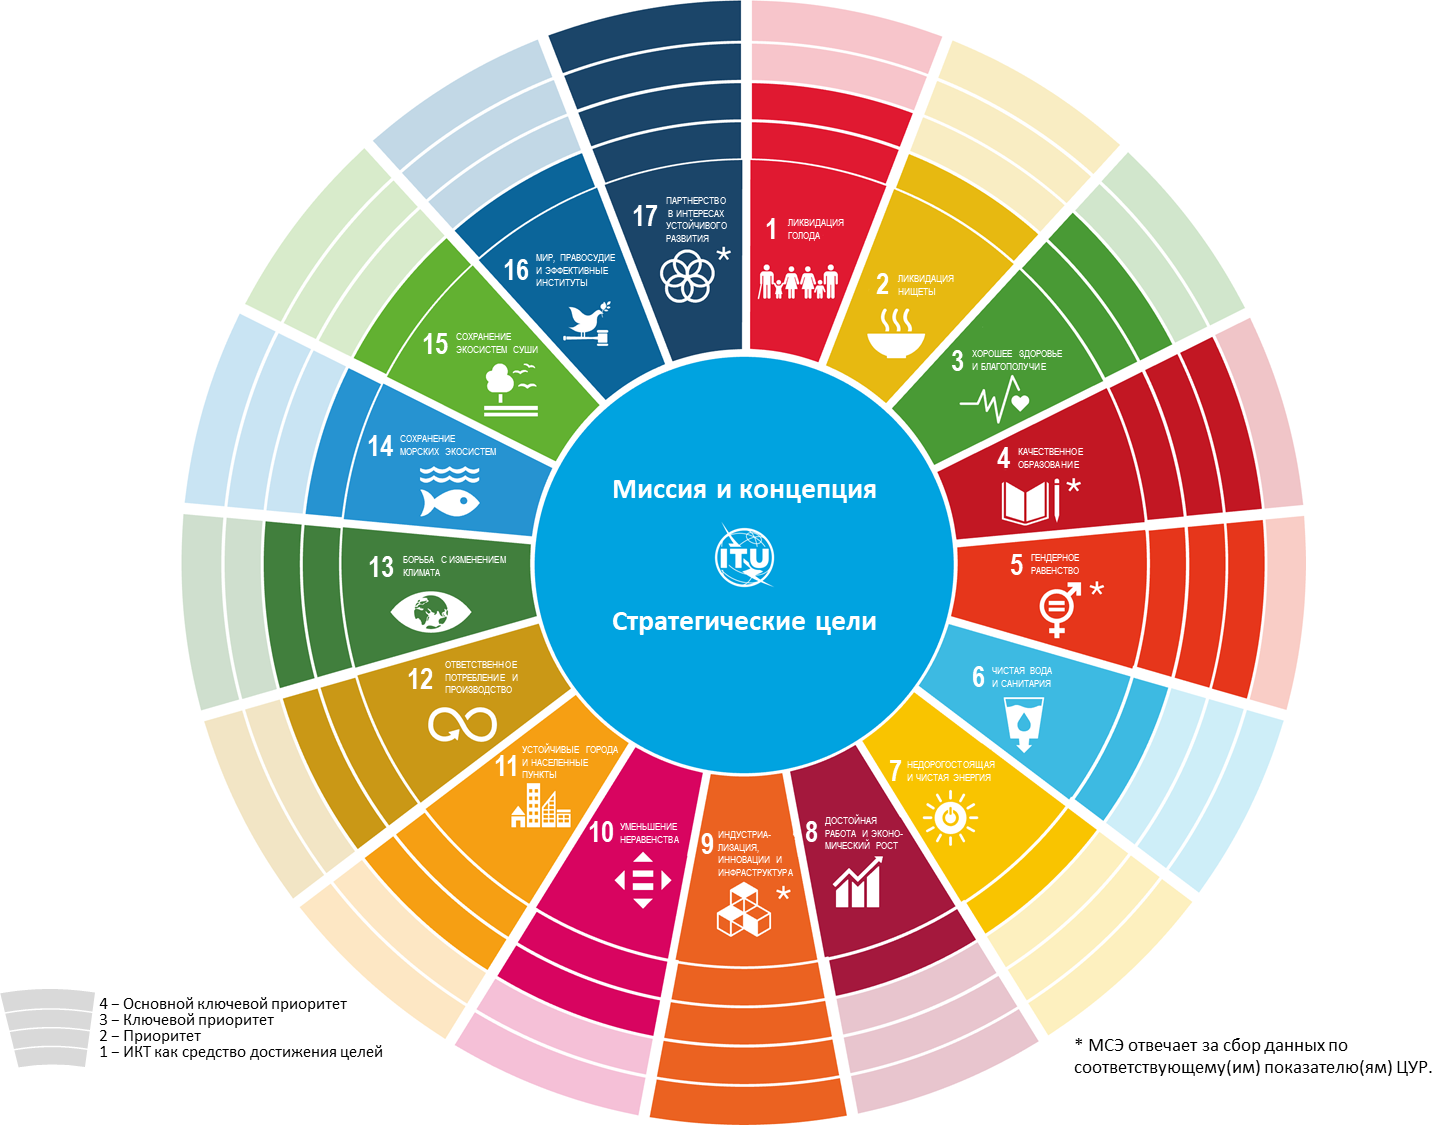 17
ПАРТНЕРСТВО
В ИНТЕРЕСАХ
УСТОЙЧИВОГО
РАЗВИТИЯ
*
1
ЛИКВИДАЦИЯ
ГОЛОДА
2
ЛИКВИДАЦИЯ
НИЩЕТЫ
3
ХОРОШЕЕ ЗДОРОВЬЕ
И БЛАГОПОЛУЧИЕ
4
КАЧЕСТВЕННОЕ
ОБРАЗОВАНИЕ
*
5
ГЕНДЕРНОЕ
РАВЕНСТВО
*
6
ЧИСТАЯ ВОДА
И САНИТАРИЯ
7
НЕДОРОГОСТОЯЩАЯ
И ЧИСТАЯ ЭНЕРГИЯ
8
ДОСТОЙНАЯ
РАБОТА И ЭКОНО-
МИЧЕСКИЙ РОСТ
9
ИНДУСТРИА-
ЛИЗАЦИЯ,
ИННОВАЦИИ И
ИНФРАСТРУКТУРА
*
10
УМЕНЬШЕНИЕ
НЕРАВЕНСТВА
11
УСТОЙЧИВЫЕ ГОРОДА
И НАСЕЛЕННЫЕ
ПУНКТЫ
12
ОТВЕТСТВЕННОЕ
ПОТРЕБЛЕНИЕ И
ПРОИЗВОДСТВО
13
БОРЬБА С ИЗМЕНЕНИЕМ
КЛИМАТА
14
СОХРАНЕНИЕ
МОРСКИХ ЭКОСИСТЕМ
15
СОХРАНЕНИЕ
ЭКОСИСТЕМ СУШИ
16
МИР, ПРАВОСУДИЕ
И ЭФФЕКТИВНЫЕ
ИНСТИТУТЫ
Миссия и концепция
ITU
Стратегические цели
4 – Основной ключевой приоритет
3 – Ключевой приоритет
2 – Приоритет
1 – ИКТ как средство достижения целей
* МСЭ отвечает за сбор данных по
соответствующему(им) показателю(ям) ЦУР.